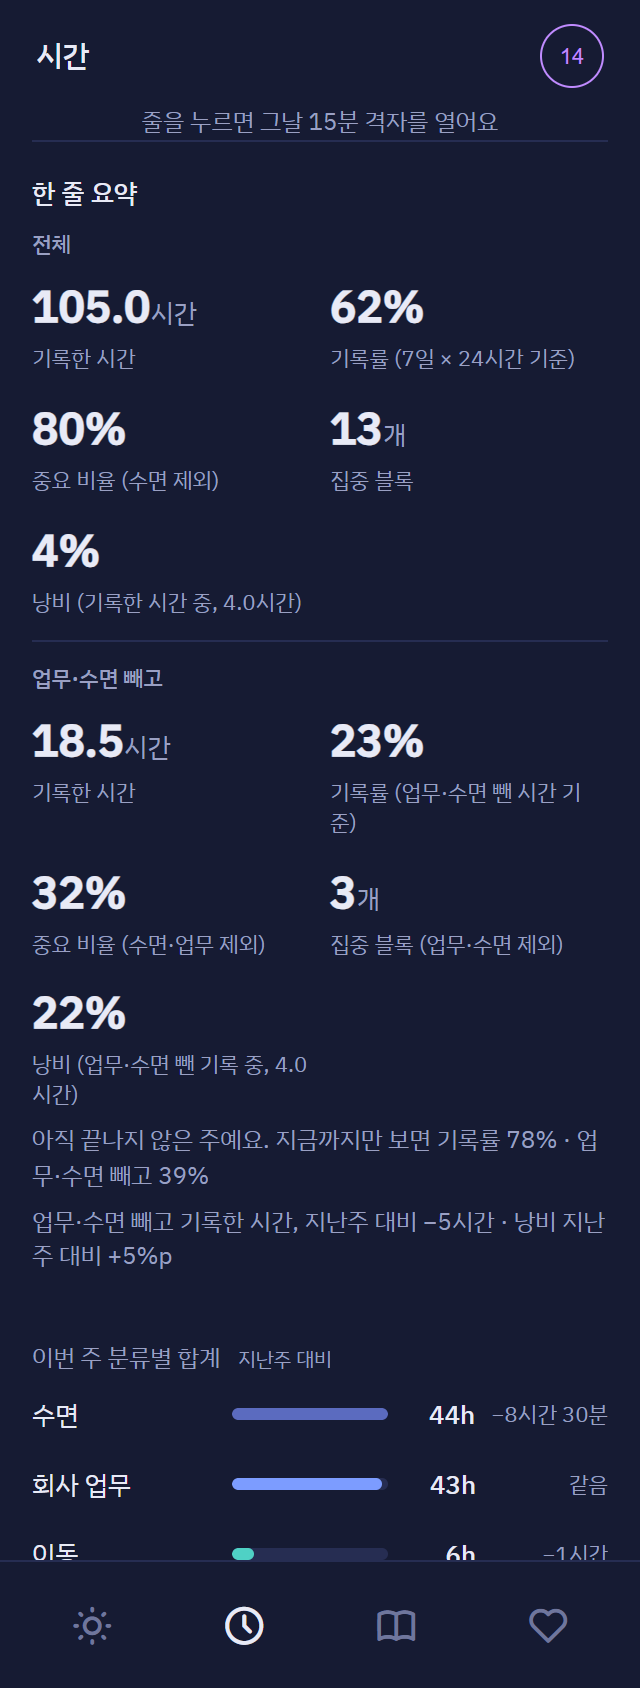 시간
14
줄을 누르면 그날 15분 격자를 열어요
한 줄 요약
전체
105.0시간
62%
기록한 시간
기록률 (7일 × 24시간 기준)
80%
13개
중요 비율 (수면 제외)
집중 블록
4%
낭비 (기록한 시간 중, 4.0시간)
업무·수면 빼고
18.5시간
23%
기록한 시간
기록률 (업무·수면 뺀 시간 기
준)
32%
3개
중요 비율 (수면·업무 제외)
집중 블록 (업무·수면 제외)
22%
낭비 (업무·수면 뺀 기록 중, 4.0
시간)
아직 끝나지 않은 주예요. 지금까지만 보면 기록률 78% · 업
무·수면 빼고 39%
업무·수면 빼고 기록한 시간, 지난주 대비 −5시간 · 낭비 지난
주 대비 +5%p
이번 주 분류별 합계 지난주 대비
수면 44h −8시간 30분
회사 업무 43h 같음
이동 6h −1시간